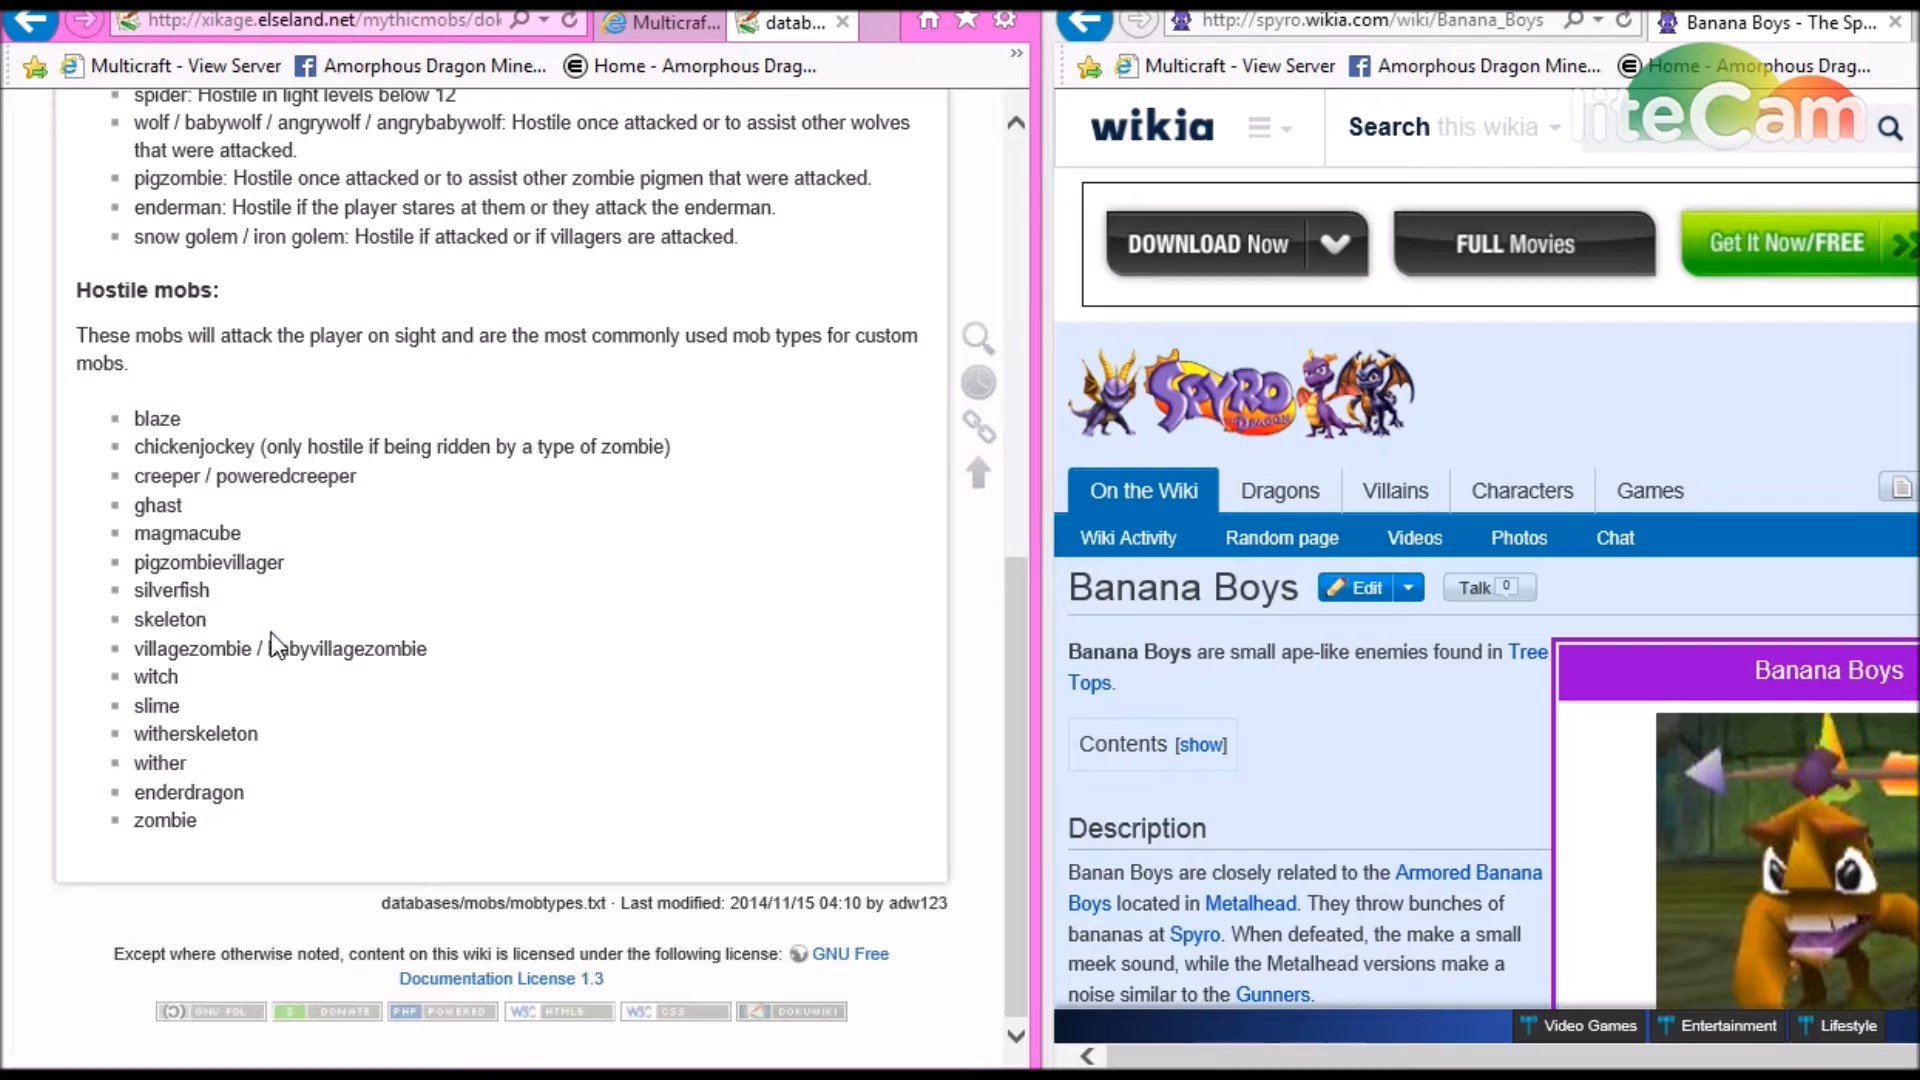 http://xikage.elseland.net/mythicmobs/dok
Multicraf...
datab...
Multicraft - View Server
Amorphous Dragon Mine...
Home - Amorphous Drag...
spider: Hostile in light levels below 12
wolf / babywolf / angrywolf / angrybabywolf: Hostile once attacked or to assist other wolves
that were attacked.
pigzombie: Hostile once attacked or to assist other zombie pigmen that were attacked.
enderman: Hostile if the player stares at them or they attack the enderman.
snow golem / iron golem: Hostile if attacked or if villagers are attacked.
Hostile mobs:
These mobs will attack the player on sight and are the most commonly used mob types for custom
mobs.
blaze
chickenjockey (only hostile if being ridden by a type of zombie)
creeper / poweredcreeper
ghast
magmacube
pigzombievillager
silverfish
skeleton
villagezombie / babyvillagezombie
witch
slime
witherskeleton
wither
enderdragon
zombie
databases/mobs/mobtypes.txt · Last modified: 2014/11/15 04:10 by adw123
Except where otherwise noted, content on this wiki is licensed under the following license: GNU Free
Documentation License 1.3
GNU FDL
$ DONATE
PHP POWERED
W3C HTML5
W3C CSS
DOKUWIKI
http://spyro.wikia.com/wiki/Banana_Boys
Banana Boys - The Sp...
Multicraft - View Server
Amorphous Dragon Mine...
Home - Amorphous Drag...
liteCam
wikia
Search this wikia
DOWNLOAD Now
FULL Movies
Get It Now/FREE
SPYRO
DRAGON
On the Wiki
Dragons
Villains
Characters
Games
Wiki Activity
Random page
Videos
Photos
Chat
Banana Boys
Edit
Talk 0
Banana Boys are small ape-like enemies found in Tree
Tops.
Banana Boys
Contents [show]
Description
Banan Boys are closely related to the Armored Banana
Boys located in Metalhead. They throw bunches of
bananas at Spyro. When defeated, the make a small
meek sound, while the Metalhead versions make a
noise similar to the Gunners.
Video Games
Entertainment
Lifestyle